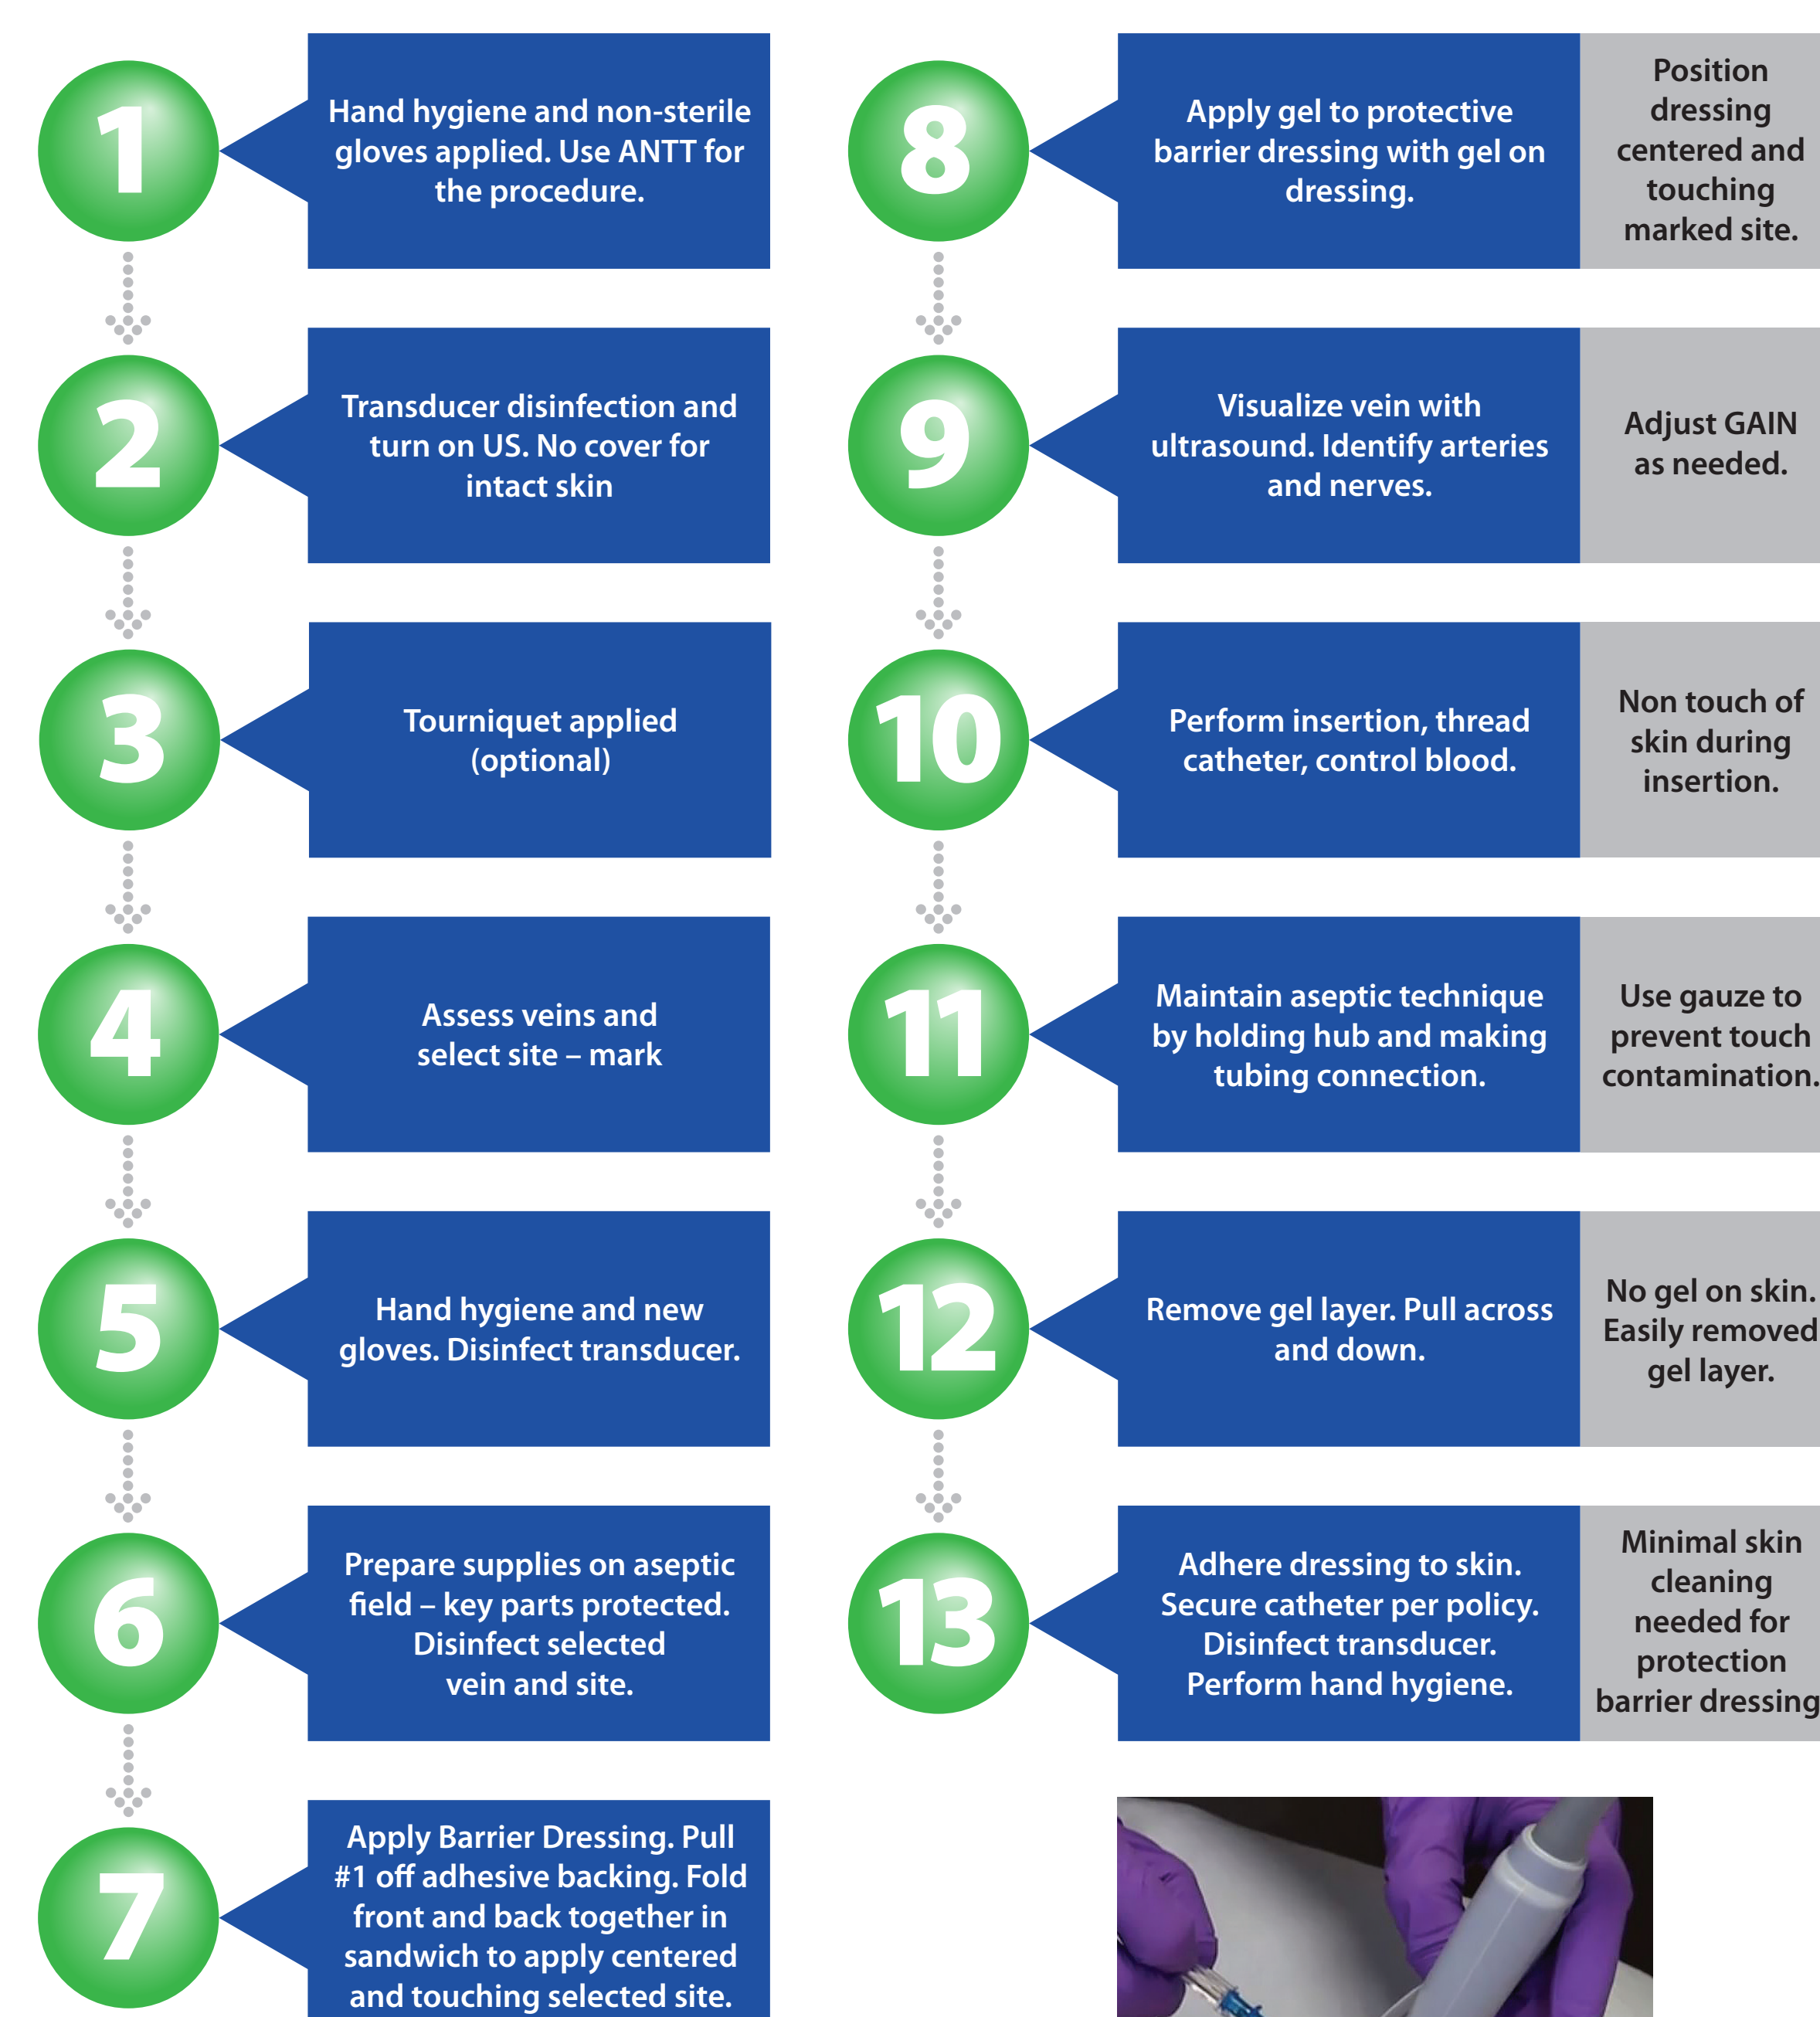 1
Hand hygiene and non-sterile
gloves applied. Use ANTT for
the procedure.
2
Transducer disinfection and
turn on US. No cover for
intact skin
3
Tourniquet applied
(optional)
4
Assess veins and
select site – mark
5
Hand hygiene and new
gloves. Disinfect transducer.
6
Prepare supplies on aseptic
field – key parts protected.
Disinfect selected
vein and site.
7
Apply Barrier Dressing. Pull
#1 off adhesive backing. Fold
front and back together in
sandwich to apply centered
and touching selected site.
8
Apply gel to protective
barrier dressing with gel on
dressing.
Position
dressing
centered and
touching
marked site.
9
Visualize vein with
ultrasound. Identify arteries
and nerves.
Adjust GAIN
as needed.
10
Perform insertion, thread
catheter, control blood.
Non touch of
skin during
insertion.
11
Maintain aseptic technique
by holding hub and making
tubing connection.
Use gauze to
prevent touch
contamination.
12
Remove gel layer. Pull across
and down.
No gel on skin.
Easily removed
gel layer.
13
Adhere dressing to skin.
Secure catheter per policy.
Disinfect transducer.
Perform hand hygiene.
Minimal skin
cleaning
needed for
protection
barrier dressing